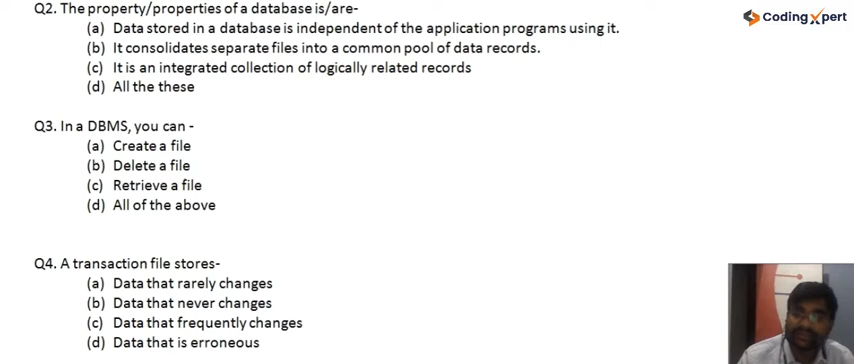 Coding Xpert
Q2. The property/properties of a database is/are-
(a) Data stored in a database is independent of the application programs using it.
(b) It consolidates separate files into a common pool of data records.
(c) It is an integrated collection of logically related records
(d) All the these
Q3. In a DBMS, you can -
(a) Create a file
(b) Delete a file
(c) Retrieve a file
(d) All of the above
Q4. A transaction file stores-
(a) Data that rarely changes
(b) Data that never changes
(c) Data that frequently changes
(d) Data that is erroneous